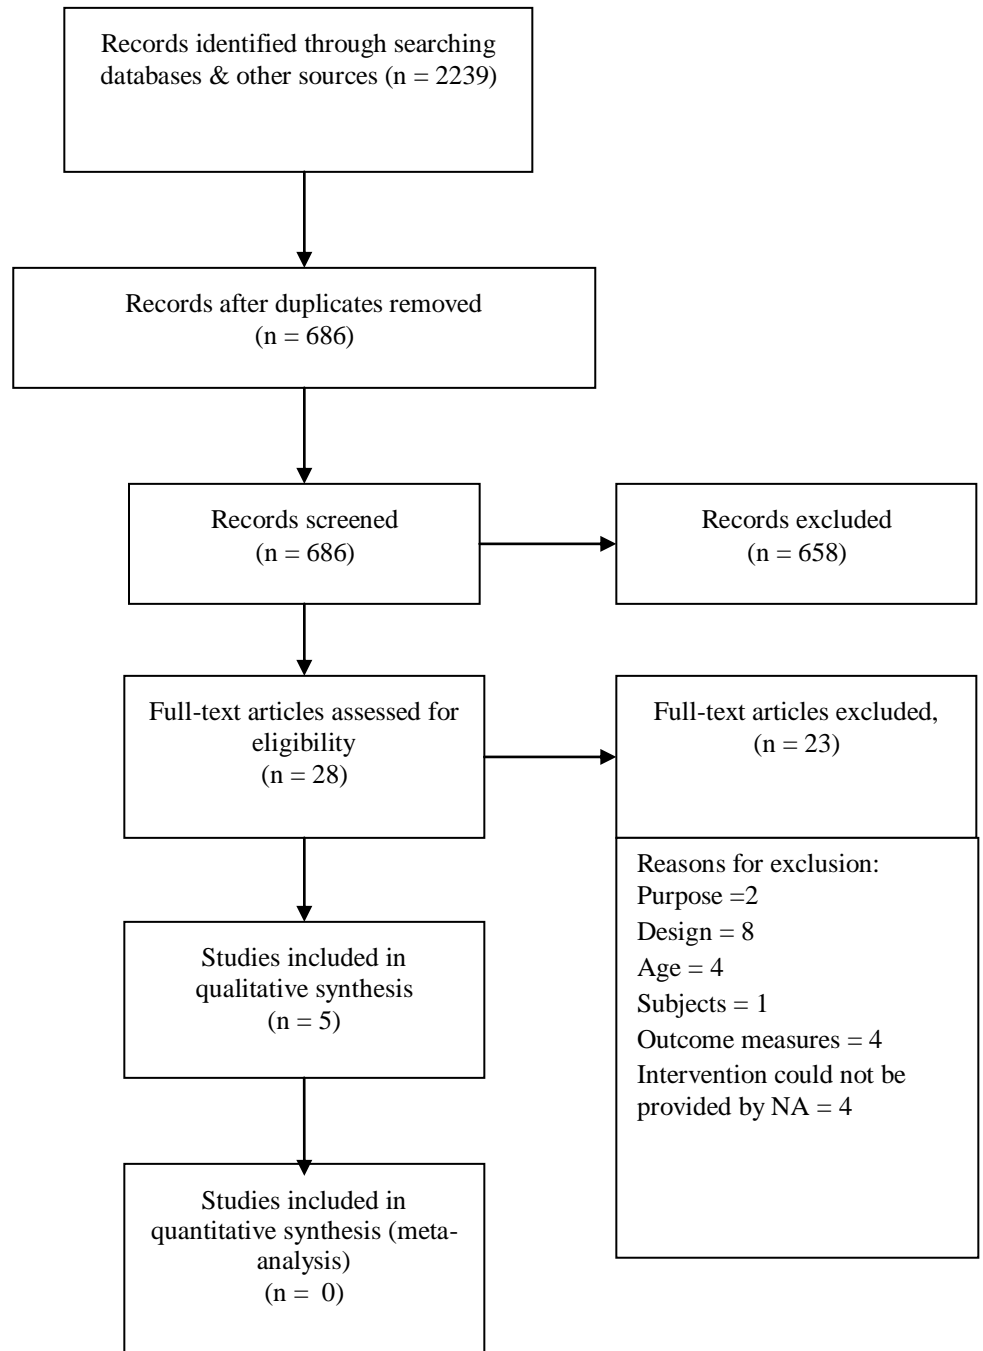 Records identified through searching
databases & other sources (n = 2239)
Records after duplicates removed
(n = 686)
Records screened
(n = 686)
Records excluded
(n = 658)
Full-text articles assessed for
eligibility
(n = 28)
Full-text articles excluded,
(n = 23)
Reasons for exclusion:
Purpose =2
Design = 8
Age = 4
Subjects = 1
Outcome measures = 4
Intervention could not be
provided by NA = 4
Studies included in
qualitative synthesis
(n = 5)
Studies included in
quantitative synthesis (meta-
analysis)
(n =  0)